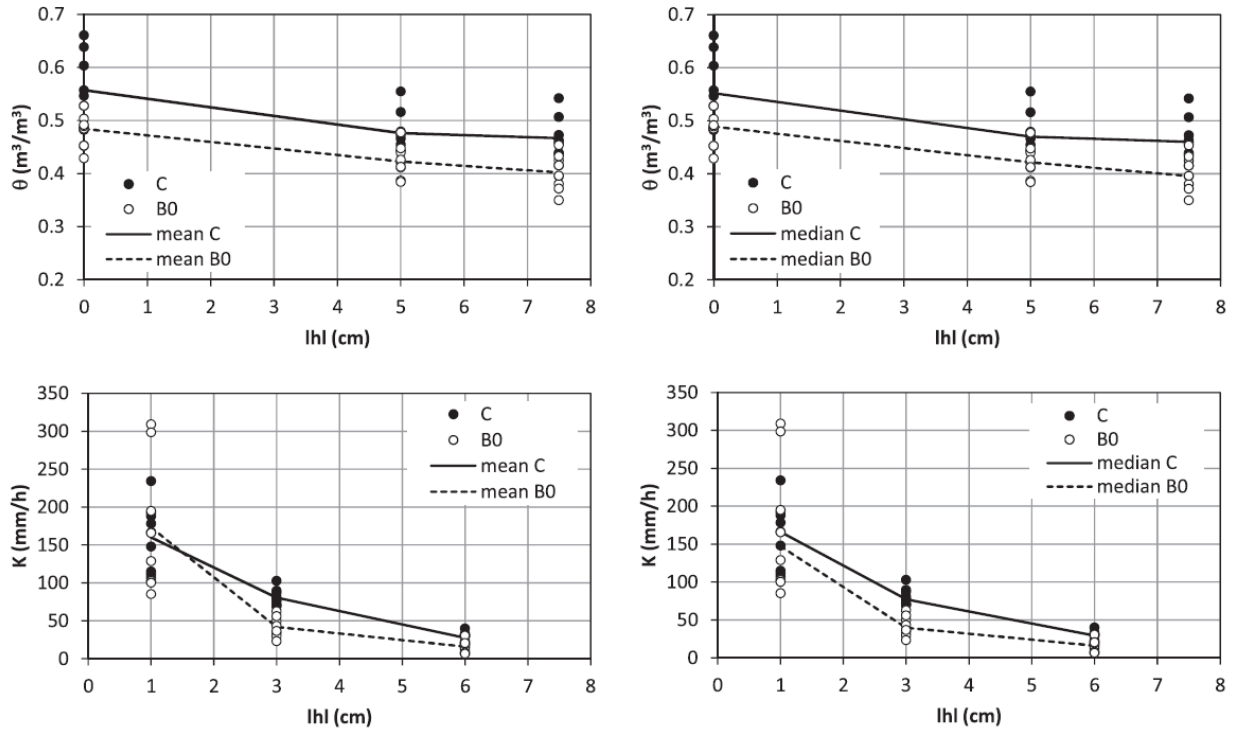 0.7
0.6
0.5
0.4
0.3
0.2
θ (m³/m³)
C
B0
mean C
mean B0
0 1 2 3 4 5 6 7 8
lhl (cm)
0.7
0.6
0.5
0.4
0.3
0.2
θ (m³/m³)
C
B0
median C
median B0
0 1 2 3 4 5 6 7 8
lhl (cm)
350
300
250
200
150
100
50
0
K (mm/h)
C
B0
mean C
mean B0
0 1 2 3 4 5 6 7 8
lhl (cm)
350
300
250
200
150
100
50
0
K (mm/h)
C
B0
median C
median B0
0 1 2 3 4 5 6 7 8
lhl (cm)